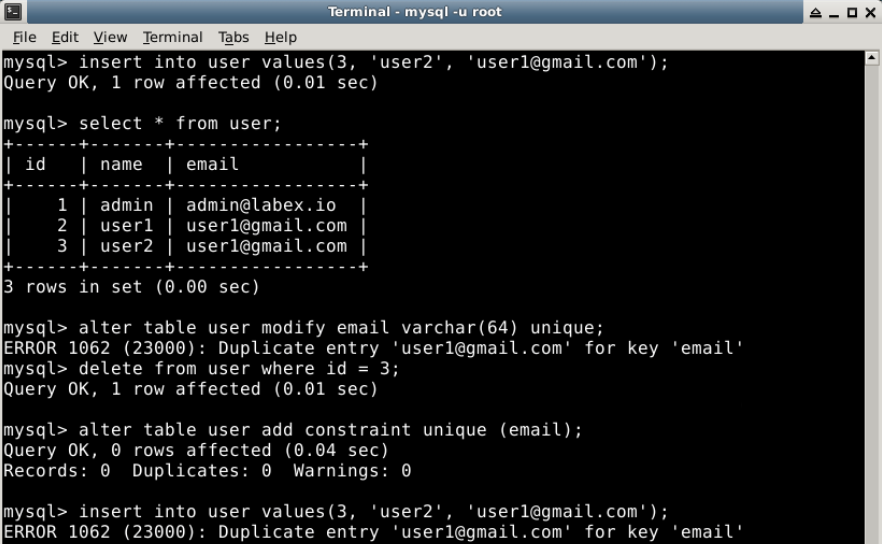 Terminal - mysql -u root
File Edit View Terminal Tabs Help
mysql> insert into user values(3, 'user2', 'user1@gmail.com');
Query OK, 1 row affected (0.01 sec)

mysql> select * from user;
+------+-------+-----------------+
| id   | name  | email           |
+------+-------+-----------------+
|    1 | admin | admin@labex.io  |
|    2 | user1 | user1@gmail.com |
|    3 | user2 | user1@gmail.com |
+------+-------+-----------------+
3 rows in set (0.00 sec)

mysql> alter table user modify email varchar(64) unique;
ERROR 1062 (23000): Duplicate entry 'user1@gmail.com' for key 'email'
mysql> delete from user where id = 3;
Query OK, 1 row affected (0.01 sec)

mysql> alter table user add constraint unique (email);
Query OK, 0 rows affected (0.04 sec)
Records: 0  Duplicates: 0  Warnings: 0

mysql> insert into user values(3, 'user2', 'user1@gmail.com');
ERROR 1062 (23000): Duplicate entry 'user1@gmail.com' for key 'email'